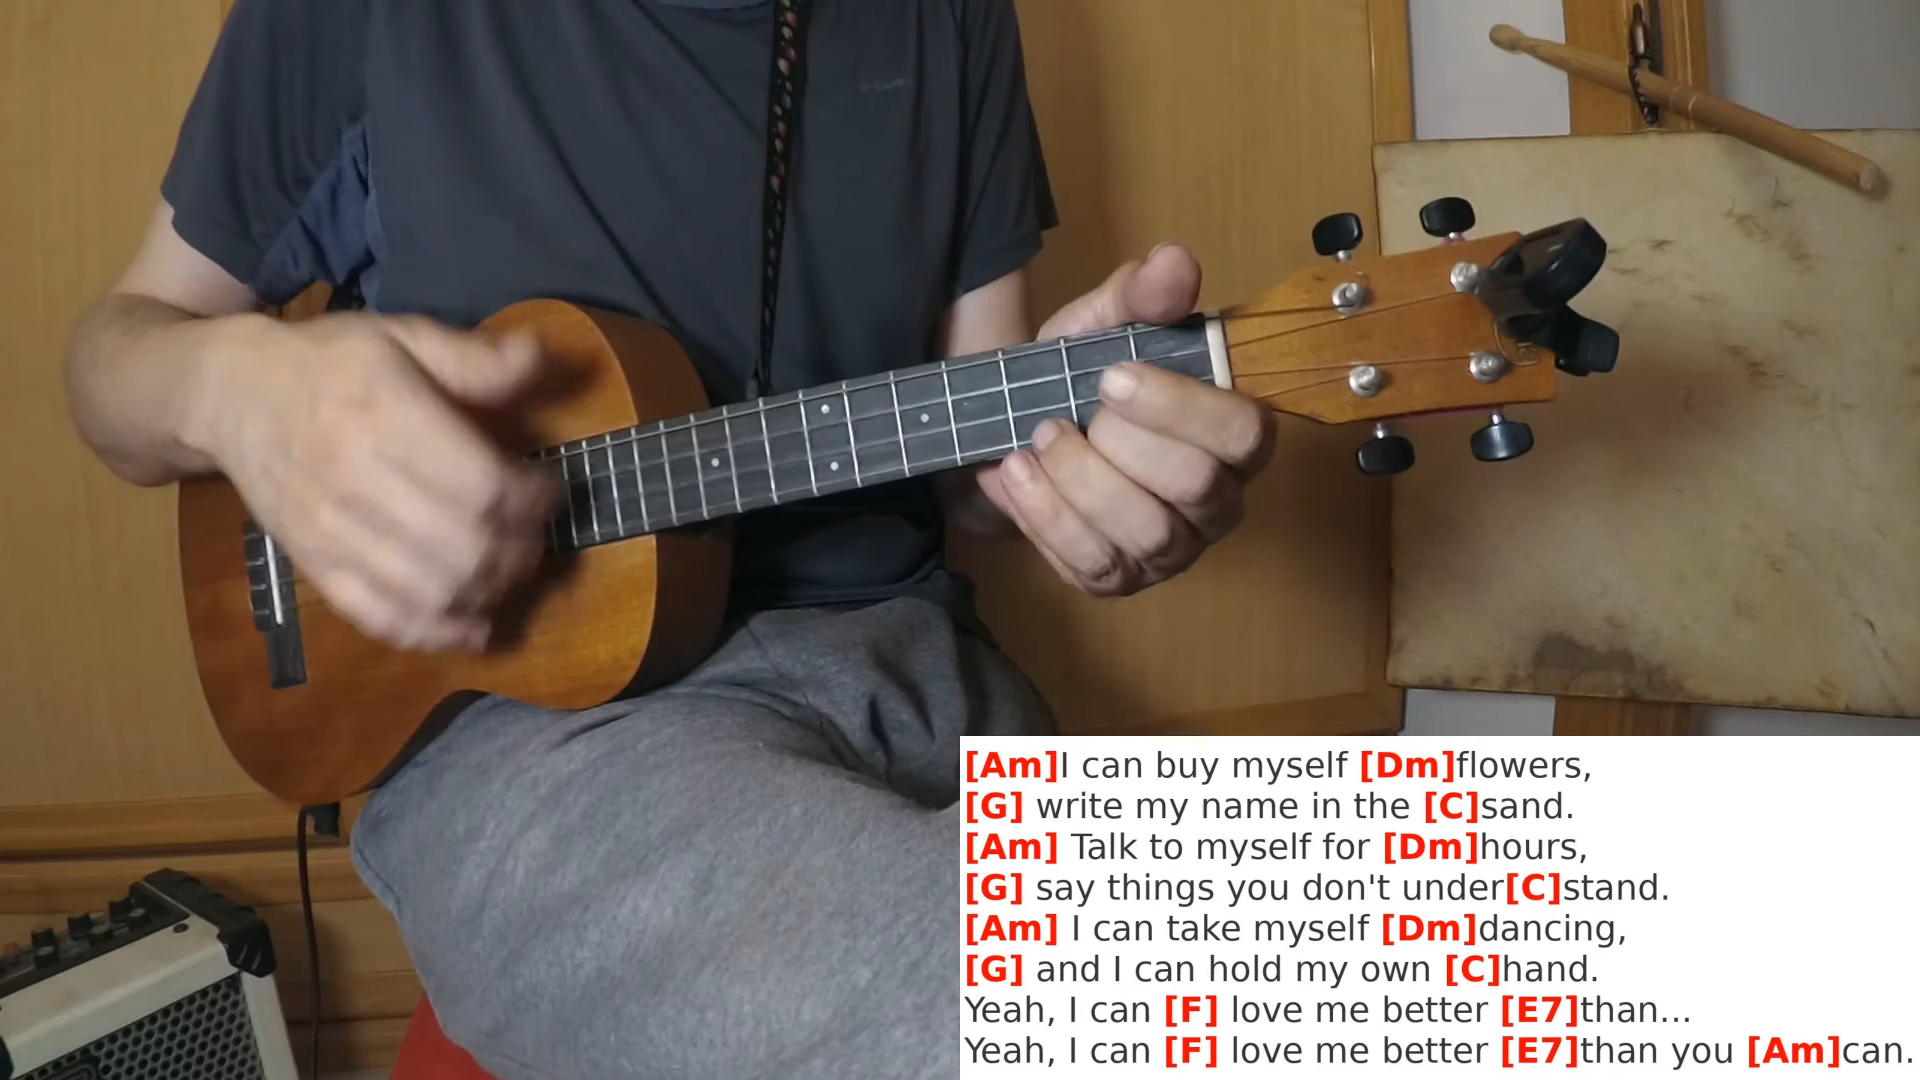 [Am]I can buy myself [Dm]flowers,
[G] write my name in the [C]sand.
[Am] Talk to myself for [Dm]hours,
[G] say things you don't under[C]stand.
[Am] I can take myself [Dm]dancing,
[G] and I can hold my own [C]hand.
Yeah, I can [F] love me better [E7]than...
Yeah, I can [F] love me better [E7]than you [Am]can.